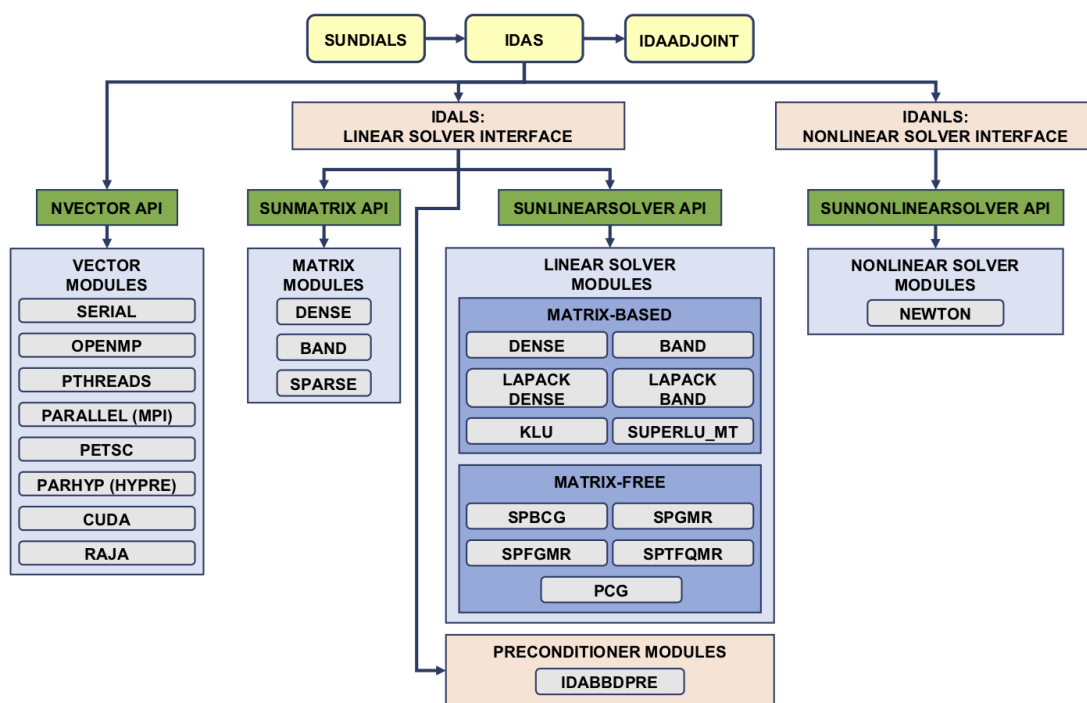 SUNDIALS
IDAS
IDAADJOINT
IDALS:
LINEAR SOLVER INTERFACE
IDANLS:
NONLINEAR SOLVER INTERFACE
NVECTOR API
SUNMATRIX API
SUNLINEARSOLVER API
SUNNONLINEARSOLVER API
VECTOR
MODULES
SERIAL
OPENMP
PTHREADS
PARALLEL (MPI)
PETSC
PARHYP (HYPRE)
CUDA
RAJA
MATRIX
MODULES
DENSE
BAND
SPARSE
LINEAR SOLVER
MODULES
MATRIX-BASED
DENSE
BAND
LAPACK
DENSE
LAPACK
BAND
KLU
SUPERLU_MT
MATRIX-FREE
SPBCG
SPGMR
SPFGMR
SPTFQMR
PCG
NONLINEAR SOLVER
MODULES
NEWTON
PRECONDITIONER MODULES
IDABBDPRE